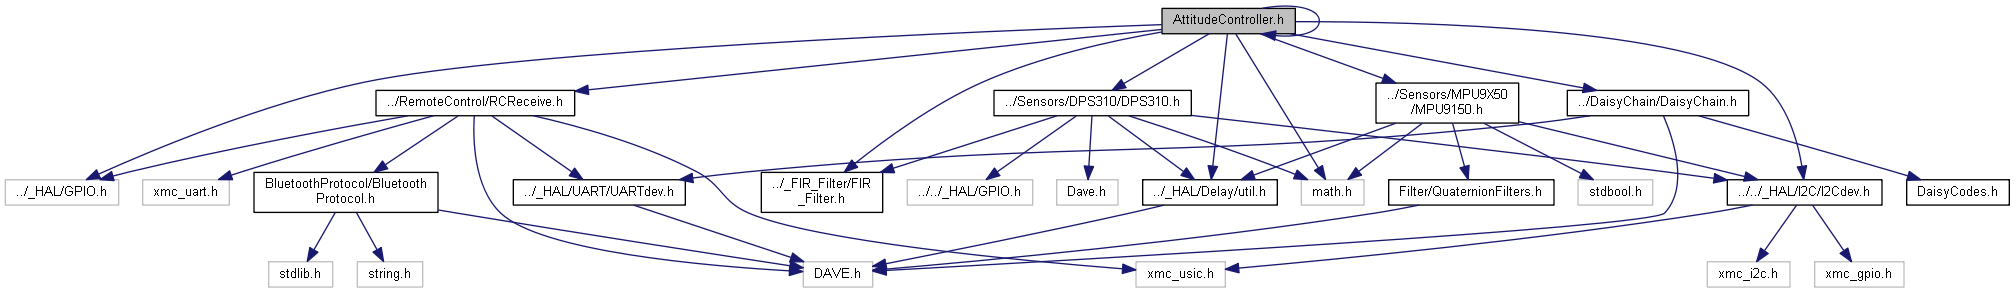 AttitudeController.h
../RemoteControl/RCReceive.h
../Sensors/DPS310/DPS310.h
../Sensors/MPU9X50
/MPU9150.h
../DaisyChain/DaisyChain.h
../_HAL/GPIO.h
xmc_uart.h
BluetoothProtocol/Bluetooth
Protocol.h
../_HAL/UART/UARTdev.h
../_FIR_Filter/FIR
_Filter.h
../../_HAL/GPIO.h
Dave.h
../_HAL/Delay/util.h
math.h
Filter/QuaternionFilters.h
stdbool.h
../../_HAL/I2C/I2Cdev.h
DaisyCodes.h
stdlib.h
string.h
DAVE.h
xmc_usic.h
xmc_i2c.h
xmc_gpio.h